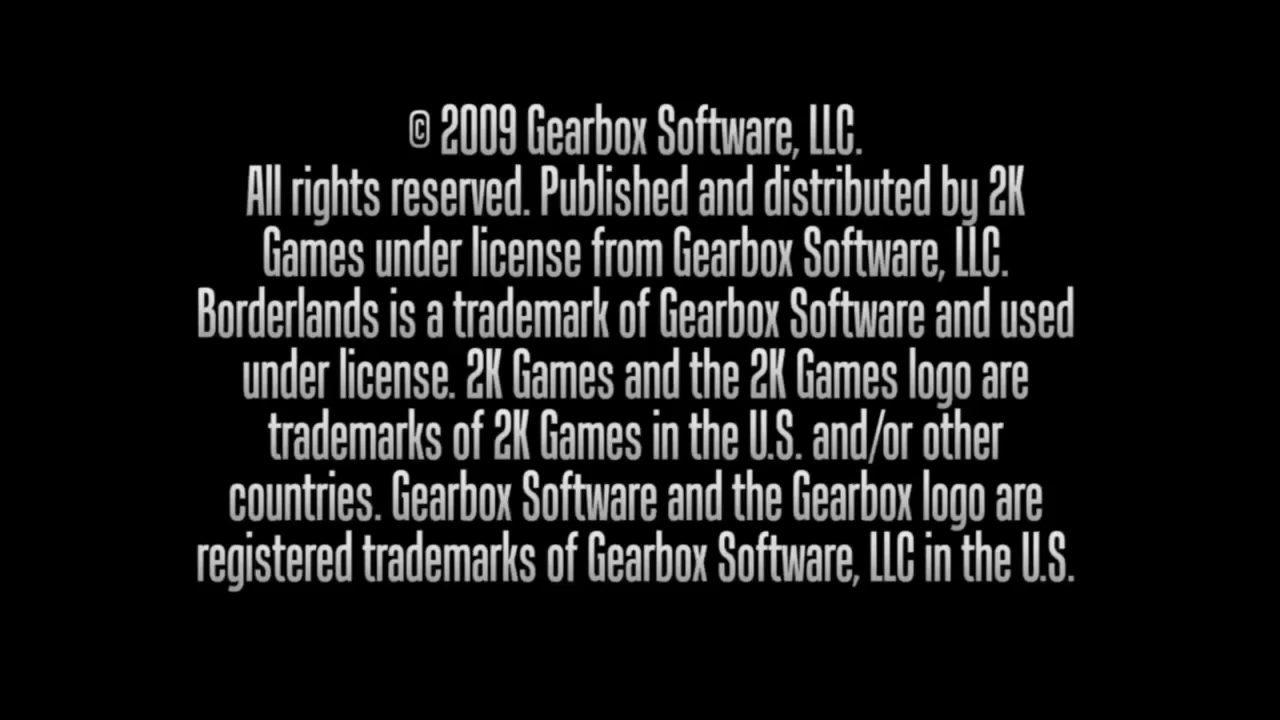 © 2009 Gearbox Software, LLC.
All rights reserved. Published and distributed by 2K
Games under license from Gearbox Software, LLC.
Borderlands is a trademark of Gearbox Software and used
under license. 2K Games and the 2K Games logo are
trademarks of 2K Games in the U.S. and/or other
countries. Gearbox Software and the Gearbox logo are
registered trademarks of Gearbox Software, LLC in the U.S.